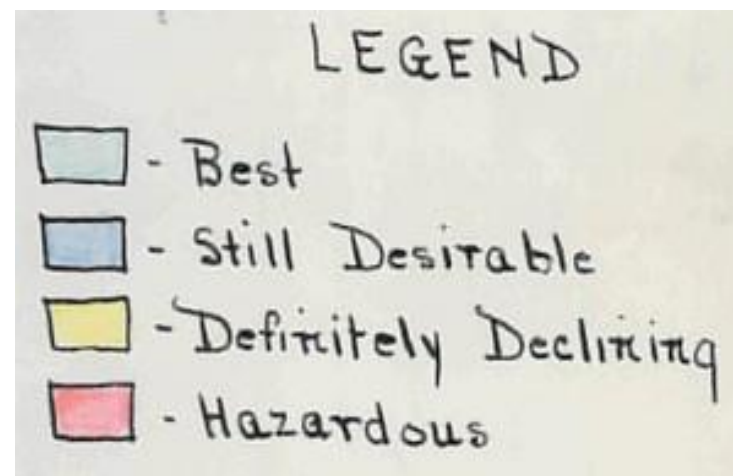 LEGEND
- Best
- Still Desirable
- Definitely Declining
- Hazardous